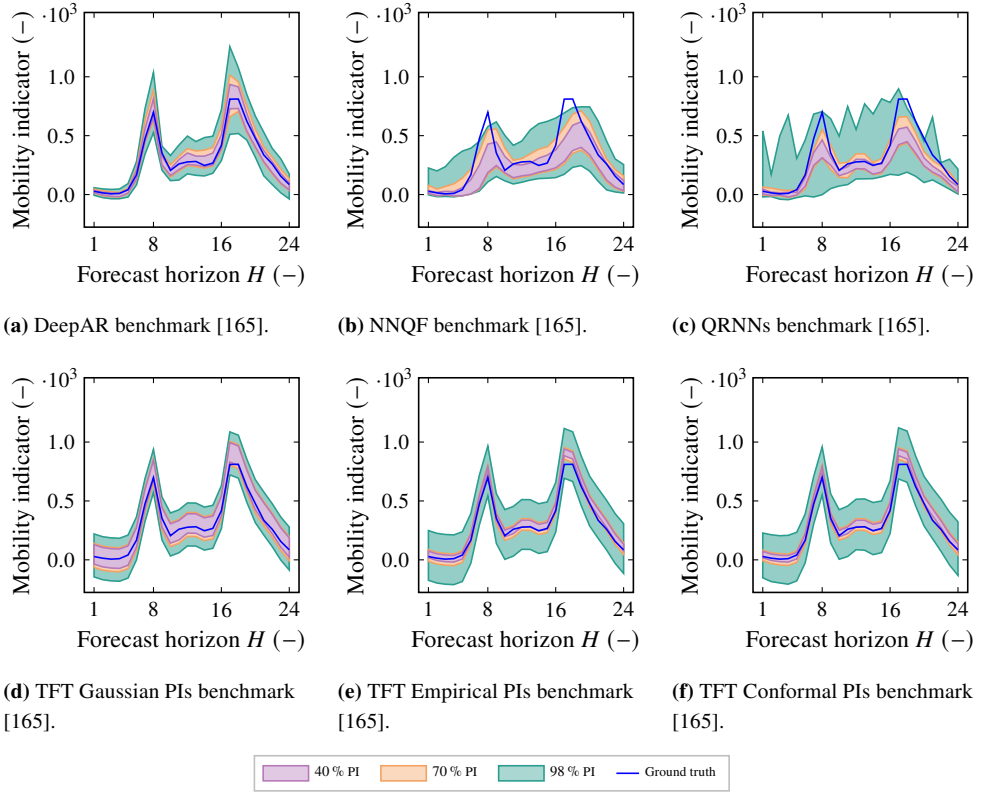 ·10³ ·10³ ·10³
Mobility indicator (−) Mobility indicator (−) Mobility indicator (−)
1.0 1.0 1.0
0.5 0.5 0.5
0.0 0.0 0.0
1 8 16 24 1 8 16 24 1 8 16 24
Forecast horizon H (−) Forecast horizon H (−) Forecast horizon H (−)
(a) DeepAR benchmark [165]. (b) NNQF benchmark [165]. (c) QRNNs benchmark [165].
·10³ ·10³ ·10³
Mobility indicator (−) Mobility indicator (−) Mobility indicator (−)
1.0 1.0 1.0
0.5 0.5 0.5
0.0 0.0 0.0
1 8 16 24 1 8 16 24 1 8 16 24
Forecast horizon H (−) Forecast horizon H (−) Forecast horizon H (−)
(d) TFT Gaussian PIs benchmark
[165].
(e) TFT Empirical PIs benchmark
[165].
(f) TFT Conformal PIs benchmark
[165].
40 % PI 70 % PI 98 % PI Ground truth